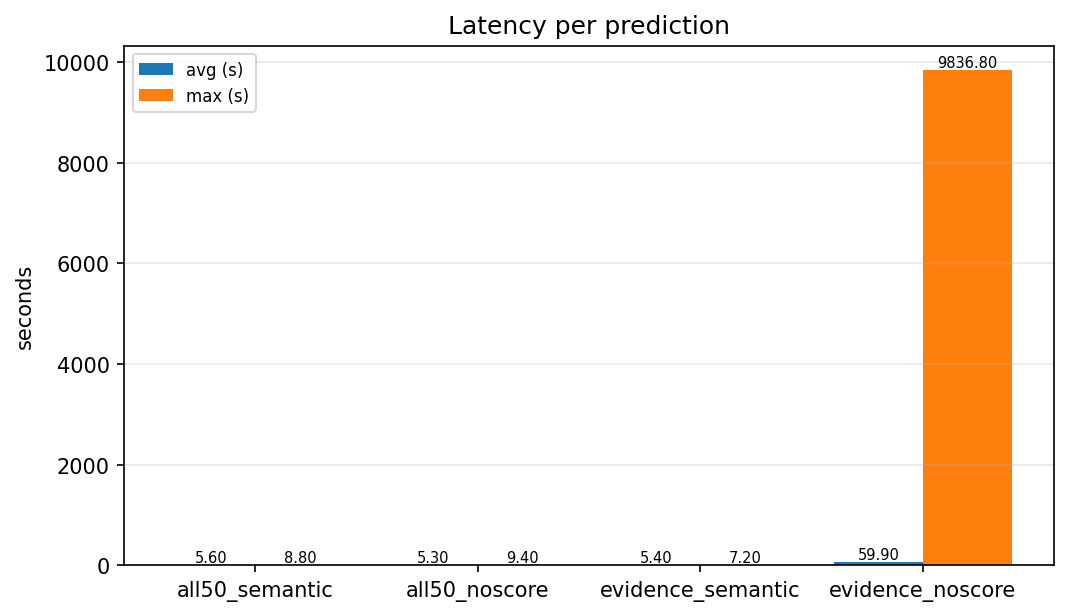 Latency per prediction
avg (s)
max (s)
seconds
10000
8000
6000
4000
2000
0
5.60
8.80
5.30
9.40
5.40
7.20
59.90
9836.80
all50_semantic
all50_noscore
evidence_semantic
evidence_noscore